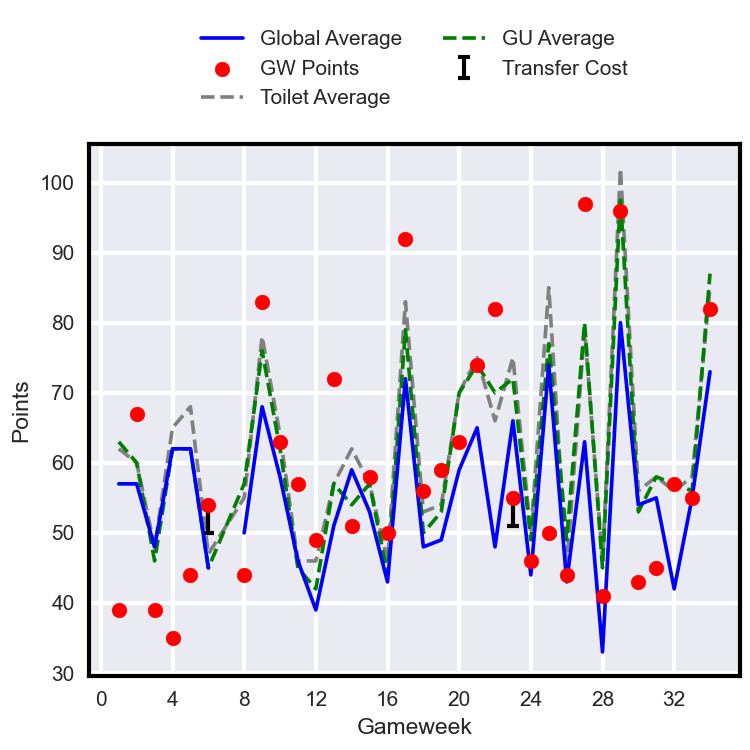 Global Average
GU Average
GW Points
Transfer Cost
Toilet Average
100
90
80
70
60
50
40
30
Points
0 4 8 12 16 20 24 28 32
Gameweek